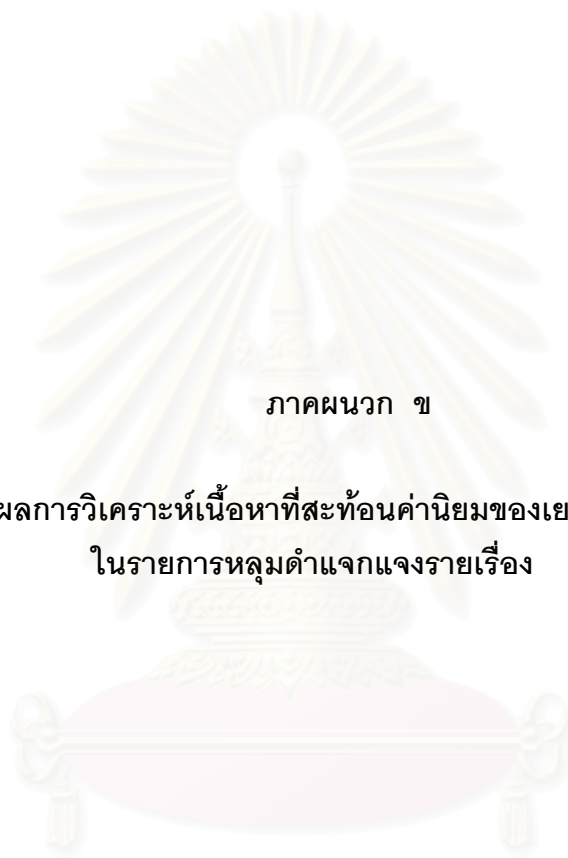 ภาคผนวก ข
ผลการวิเคราะห์เนื้อหาที่สะท้อนค่านิยมของเย
ในรายการหลุมดำแจกแจงรายเรื่อง